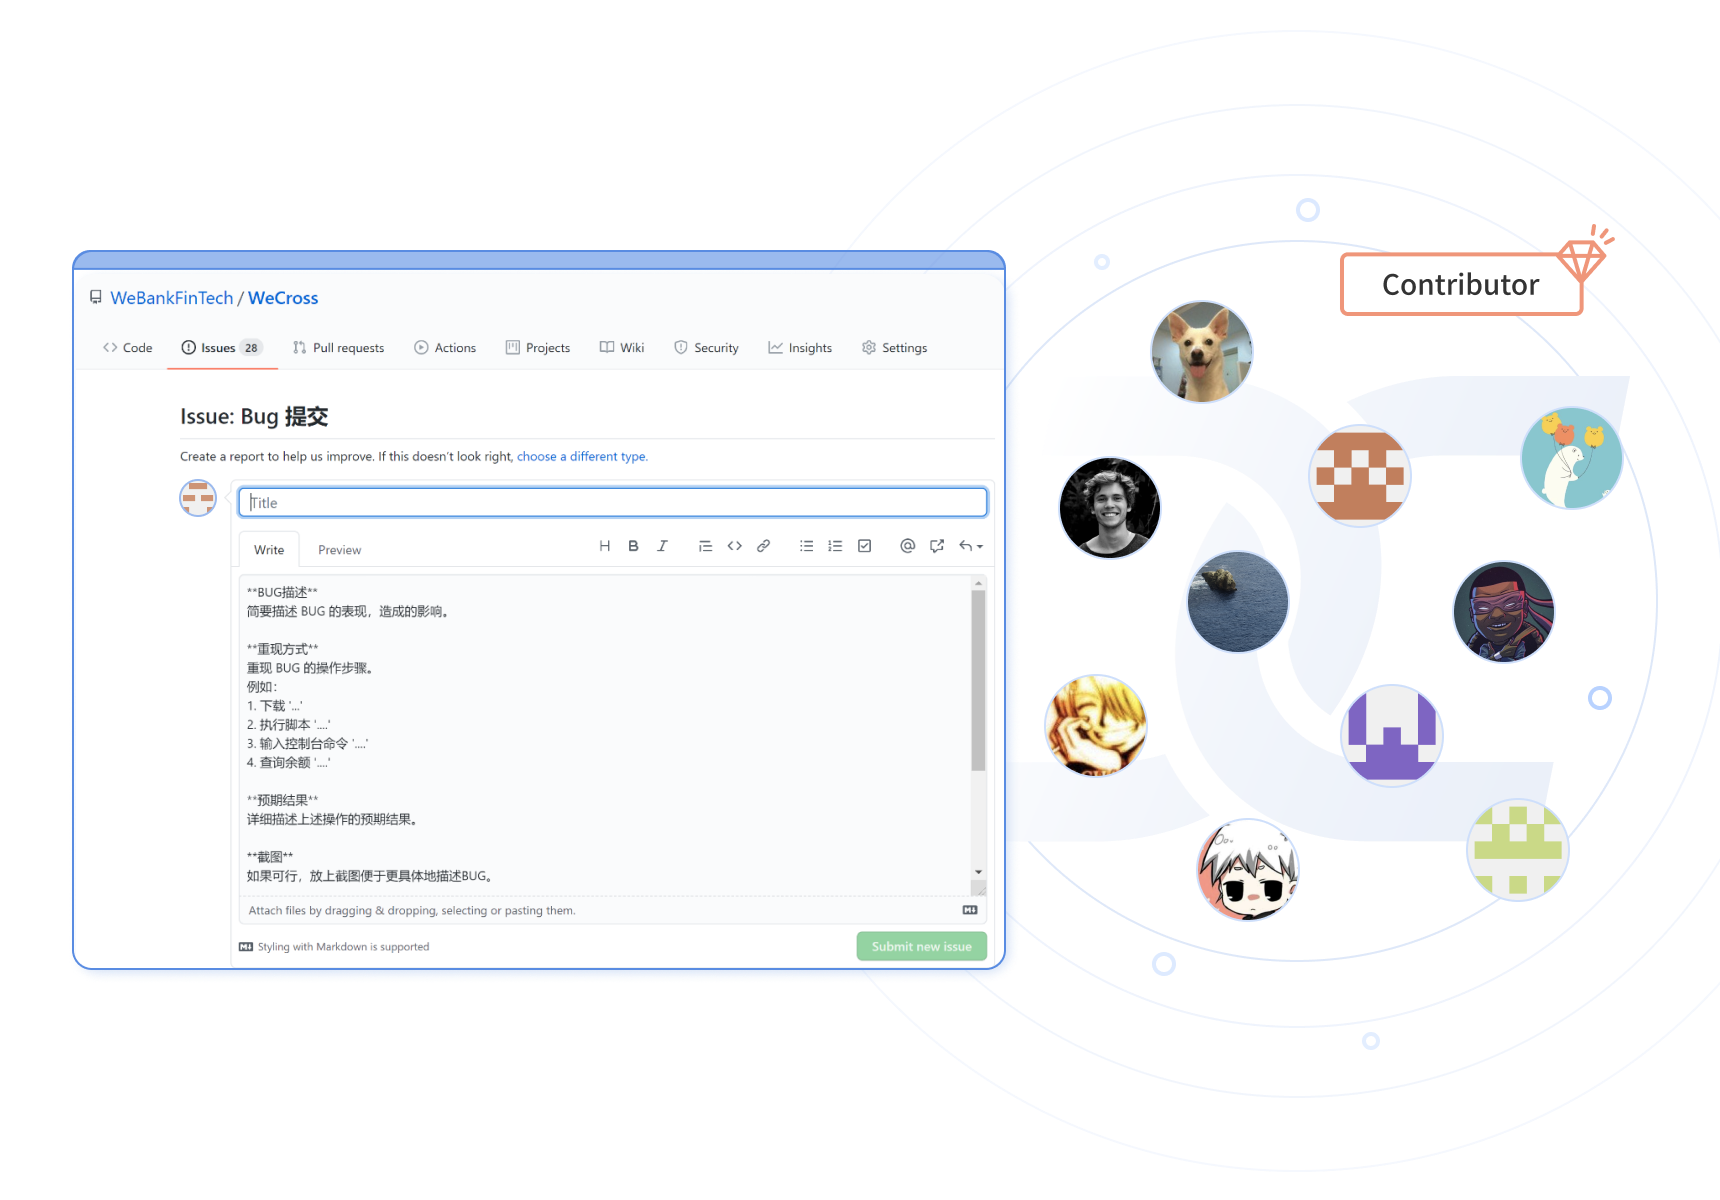 WeBankFinTech / WeCross
Code Issues 28 Pull requests Actions Projects Wiki Security Insights Settings
Issue: Bug 提交
Create a report to help us improve. If this doesn't look right, choose a different type.
Title
Write Preview
**BUG描述**
简要描述 BUG 的表现，造成的影响。
**重现方式**
重现 BUG 的操作步骤。
例如：
1. 下载 '...'
2. 执行脚本 '....'
3. 输入控制台命令 '....'
4. 查询余额 '....'
**预期结果**
详细描述上述操作的预期结果。
**截图**
如果可行，放上截图便于更具体地描述BUG。
Attach files by dragging & dropping, selecting or pasting them.
Styling with Markdown is supported
Submit new issue
Contributor